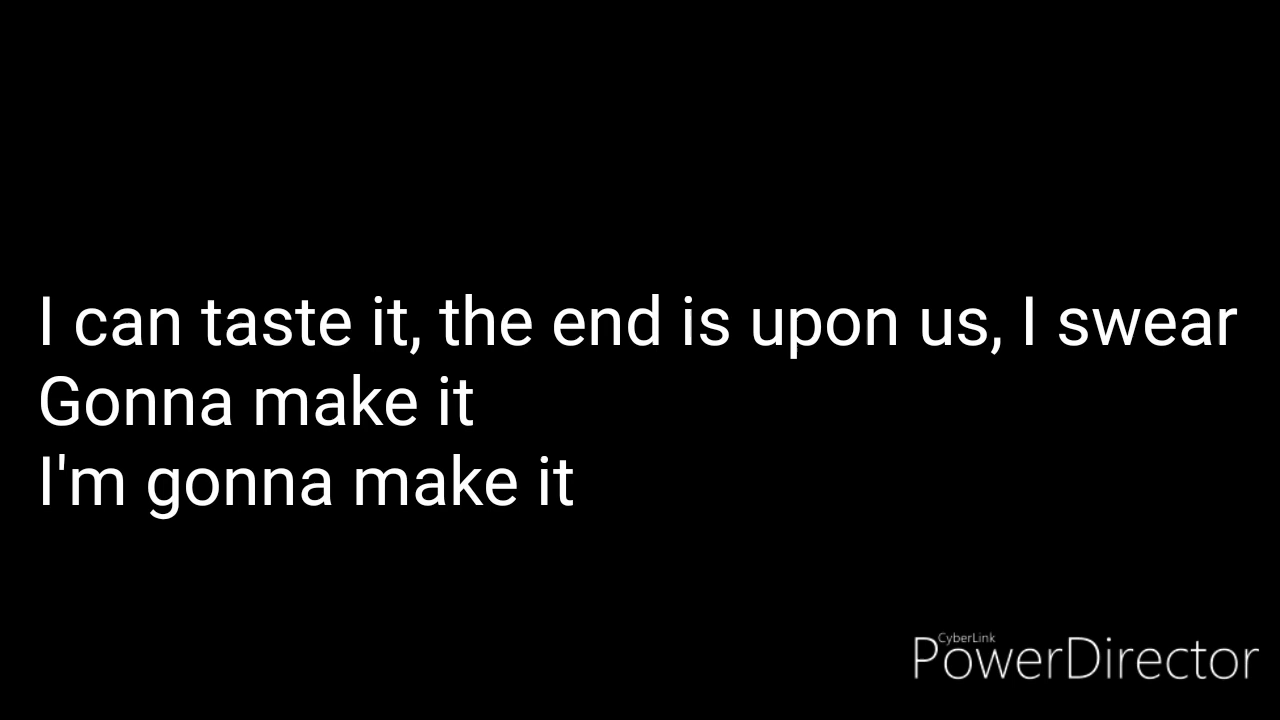 I can taste it, the end is upon us, I swear
Gonna make it
I'm gonna make it
CyberLink
PowerDirector